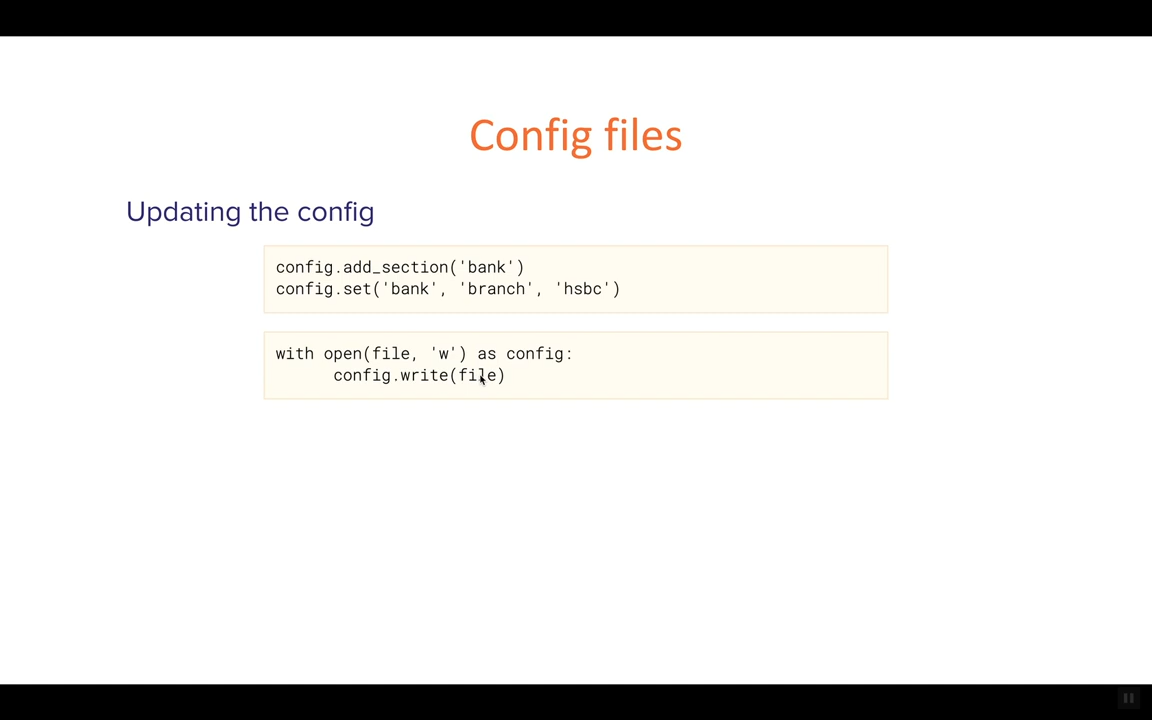 Config files
Updating the config
config.add_section('bank')
config.set('bank', 'branch', 'hsbc')
with open(file, 'w') as config:
config.write(file)